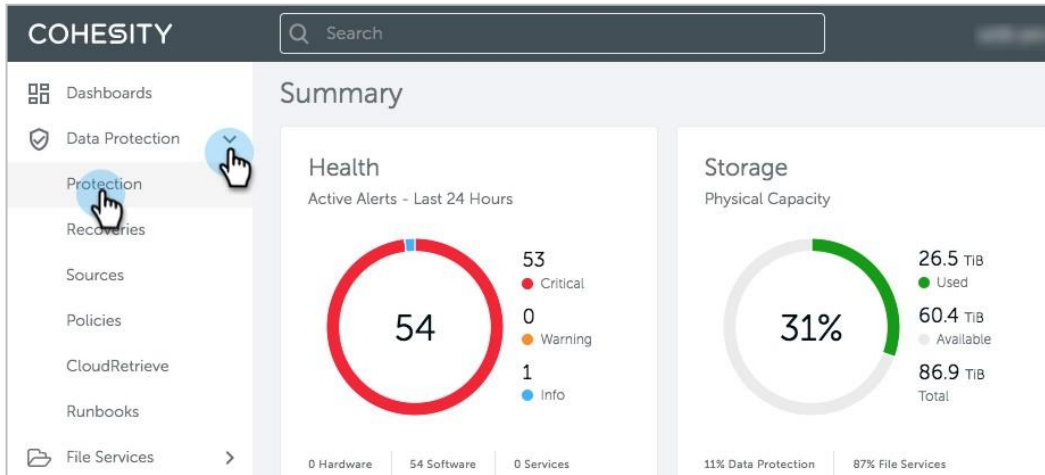 COHESITY
Search
Dashboards
Data Protection
Protection
Recoveries
Sources
Policies
CloudRetrieve
Runbooks
File Services
Summary
Health
Active Alerts - Last 24 Hours
54
53
Critical
0
Warning
1
Info
0 Hardware
54 Software
0 Services
Storage
Physical Capacity
31%
26.5 TiB
Used
60.4 TiB
Available
86.9 TiB
Total
11% Data Protection
87% File Services